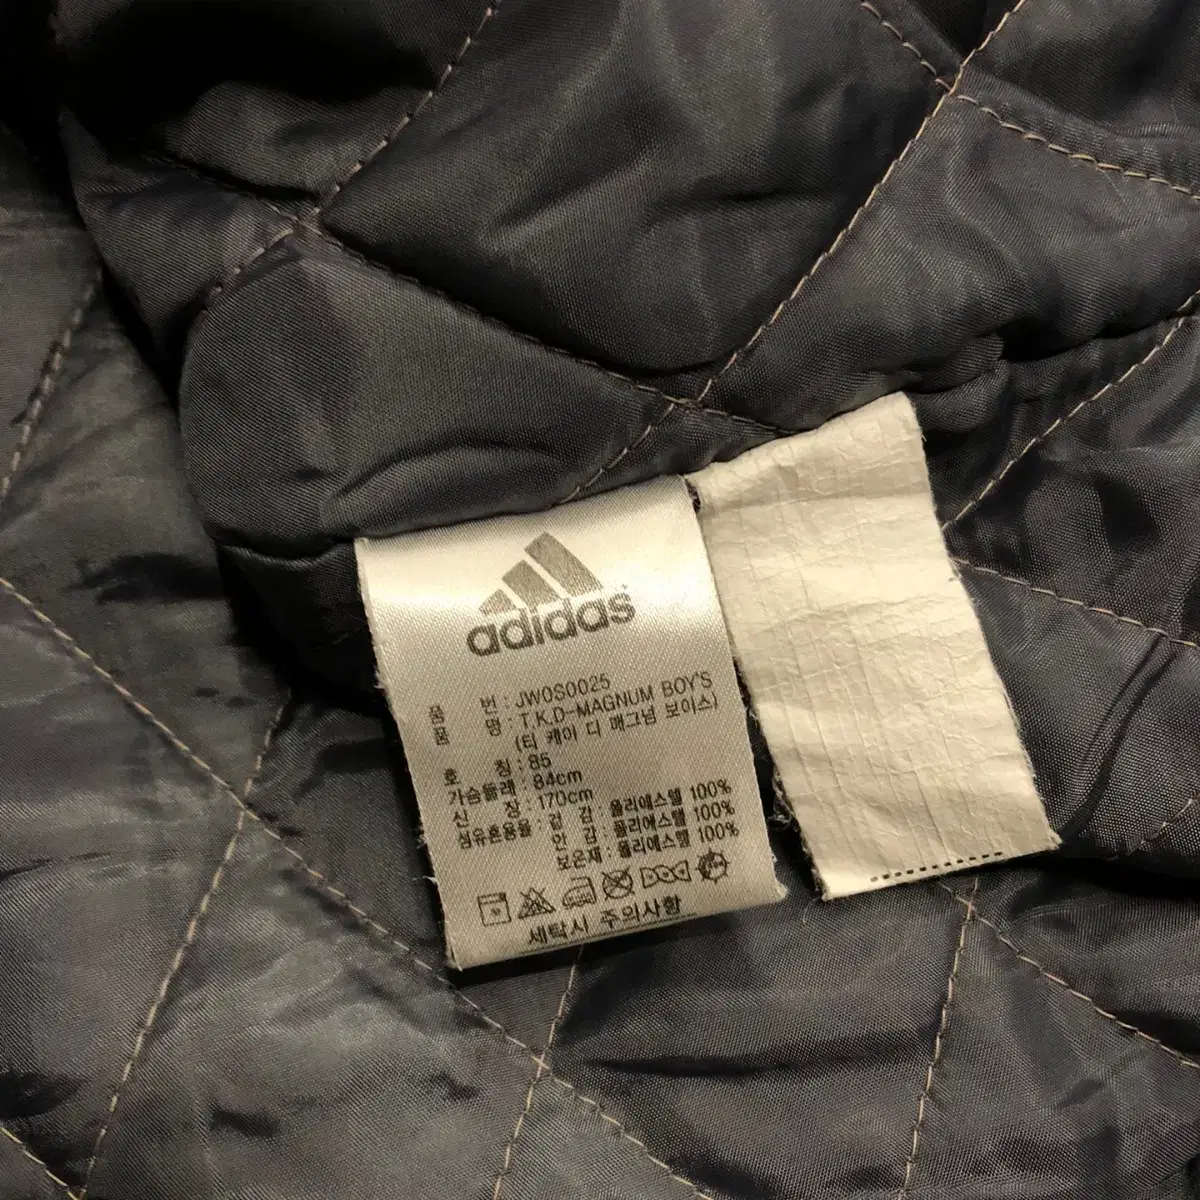 adidas
품 번 : JW0S0025
품 명 : T.K.D-MAGNUM BOY'S
(티 케이 디 매그넘 보이스)
호 칭 : 85
가슴둘레 : 84cm
신 장 : 170cm
섬유혼용율 : 겉 감 : 폴리에스텔 100%
안 감 : 폴리에스텔 100%
보온재 : 폴리에스텔 100%
세탁시 주의사항